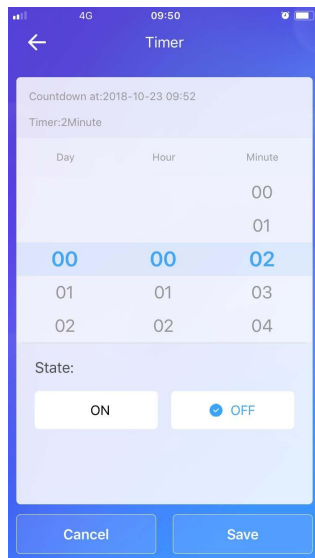 4G 09:50
Timer
Countdown at:2018-10-23 09:52
Timer:2Minute
Day Hour Minute
00
01
00 00 02
01 01 03
02 02 04
State:
ON OFF
Cancel Save